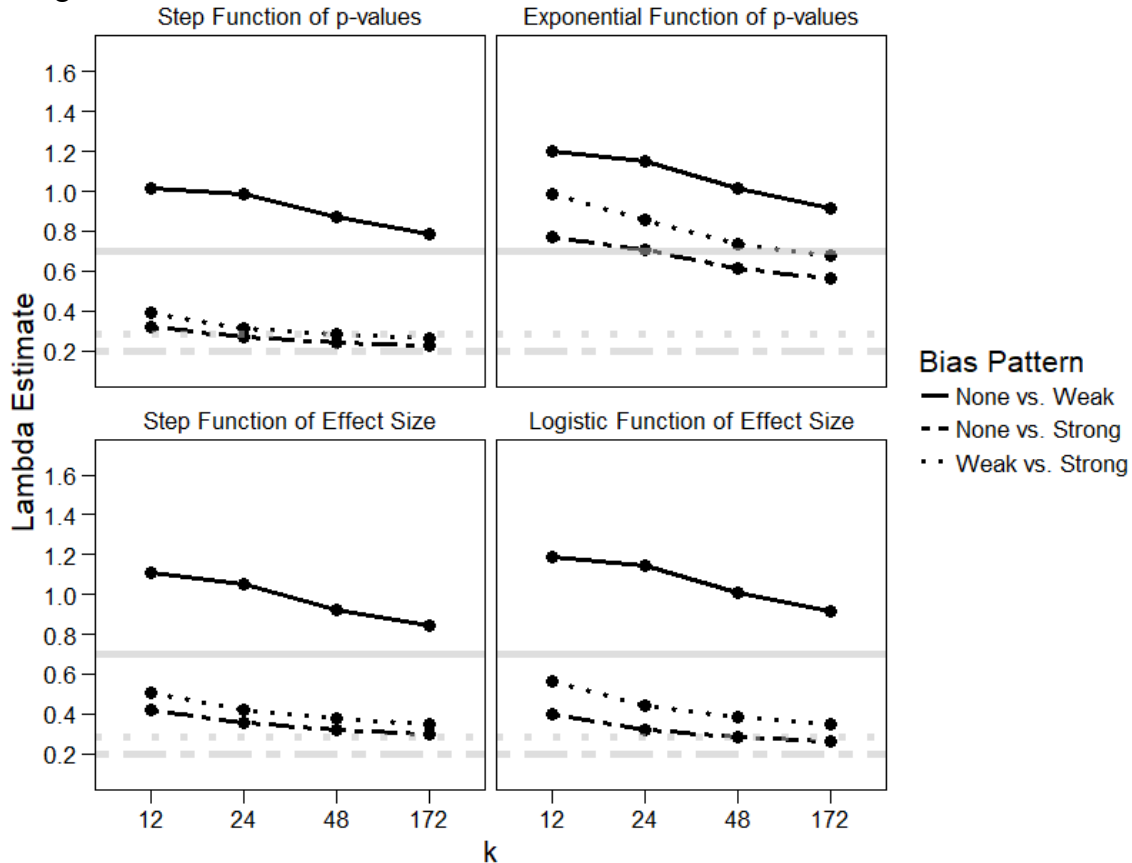 Step Function of p-values
Exponential Function of p-values
1.6
1.4
1.2
1.0
0.8
0.6
0.4
0.2
Step Function of Effect Size
Logistic Function of Effect Size
1.6
1.4
1.2
1.0
0.8
0.6
0.4
0.2
Lambda Estimate
12 24 48 172
12 24 48 172
k
Bias Pattern
None vs. Weak
None vs. Strong
Weak vs. Strong